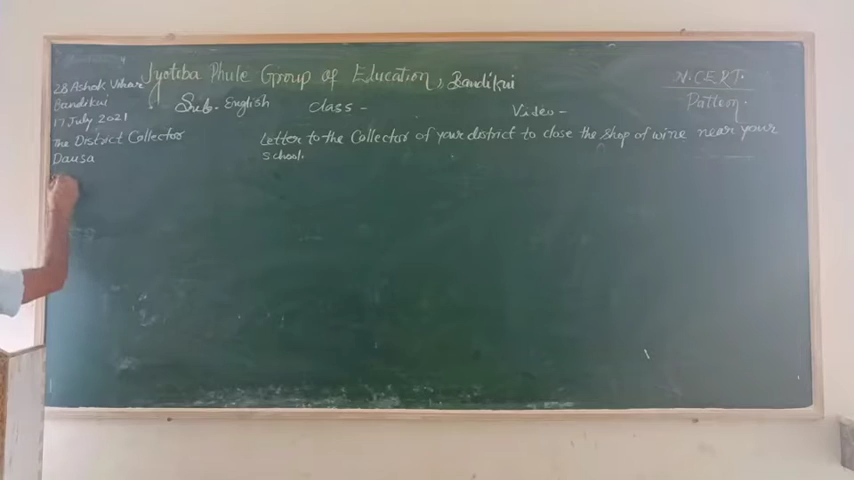 Jyotiba Phule Group of Education, Bandikui
N.C.E.R.T.
Pattern
Sub- English Class - Video -
28 Ashok Vihar
Bandikui
17 July 2021
The District Collector
Dausa
Letter to the Collector of your district to close the shop of wine near your
school.